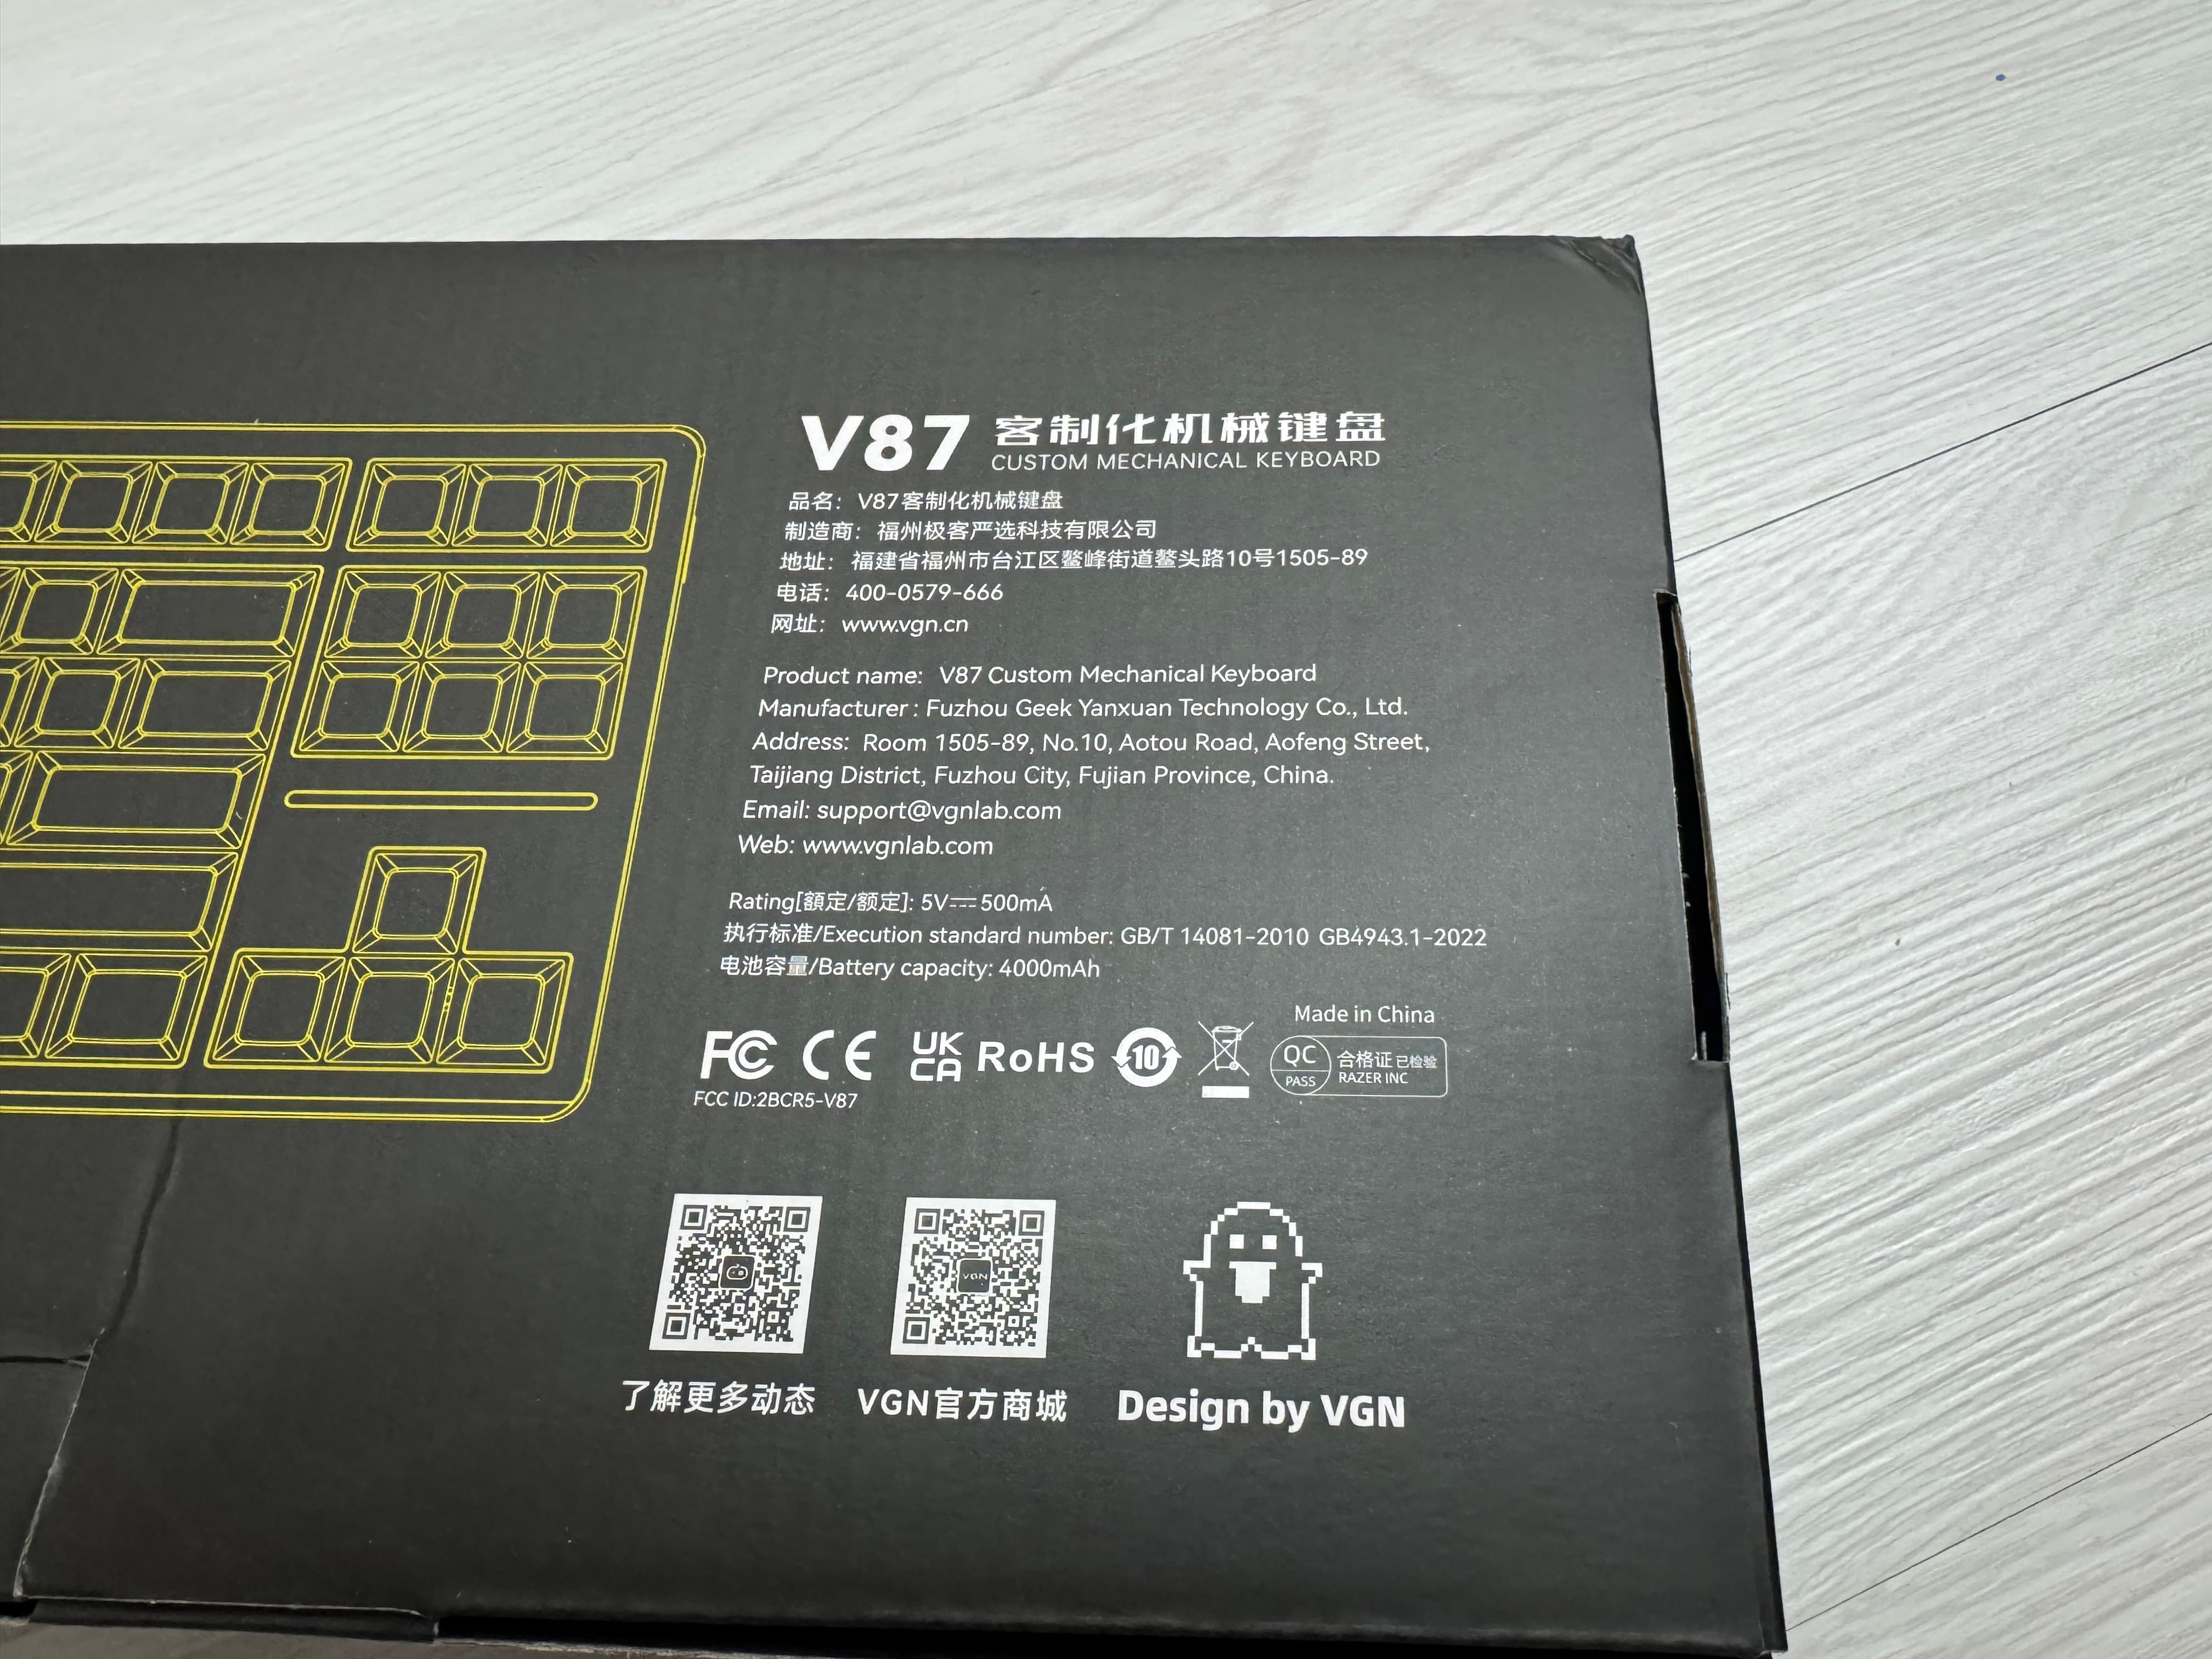 V87 客制化机械键盘
CUSTOM MECHANICAL KEYBOARD
品名： V87客制化机械键盘
制造商： 福州极客严选科技有限公司
地址： 福建省福州市台江区鳌峰街道鳌头路10号1505-89
电话： 400-0579-666
网址： www.vgn.cn
Product name: V87 Custom Mechanical Keyboard
Manufacturer : Fuzhou Geek Yanxuan Technology Co., Ltd.
Address: Room 1505-89, No.10, Aotou Road, Aofeng Street,
Taijiang District, Fuzhou City, Fujian Province, China.
Email: support@vgnlab.com
Web: www.vgnlab.com
Rating[額定/额定]: 5V⎓500mA
执行标准/Execution standard number: GB/T 14081-2010 GB4943.1-2022
电池容量/Battery capacity: 4000mAh
Made in China
FC CE UK CA RoHS 10
QC PASS 合格证 已检验
RAZER INC
FCC ID:2BCR5-V87
VGN
了解更多动态 VGN官方商城 Design by VGN